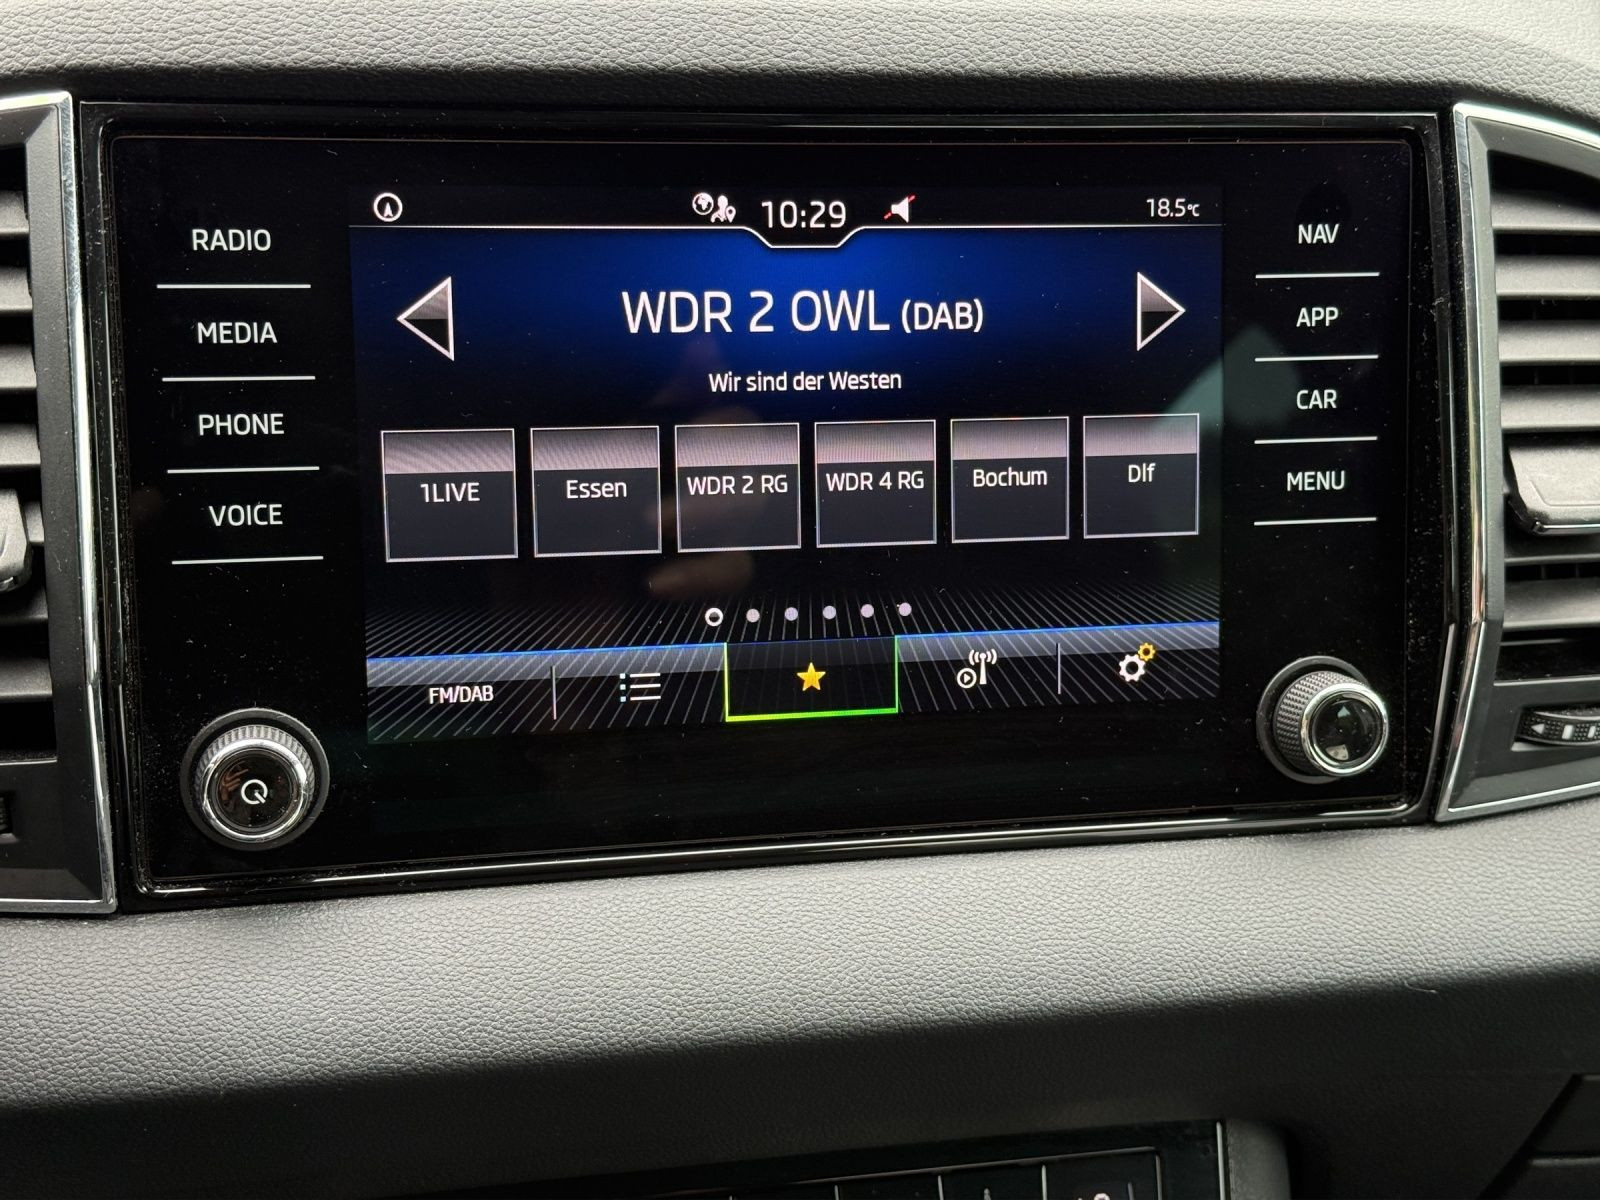 10:29
18.5°C
RADIO
MEDIA
PHONE
VOICE
WDR 2 OWL (DAB)
Wir sind der Westen
1LIVE
Essen
WDR 2 RG
WDR 4 RG
Bochum
Dlf
FM/DAB
NAV
APP
CAR
MENU